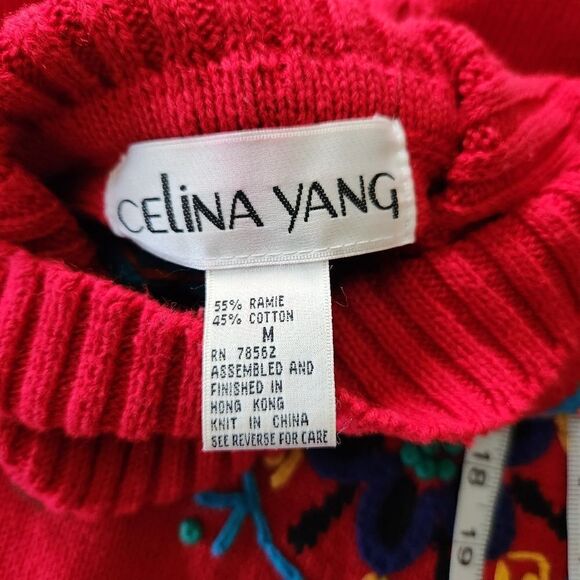 CELINA YANG
55% RAMIE
45% COTTON
M
RN 78562
ASSEMBLED AND
FINISHED IN
HONG KONG
KNIT IN CHINA
SEE REVERSE FOR CARE
18
19